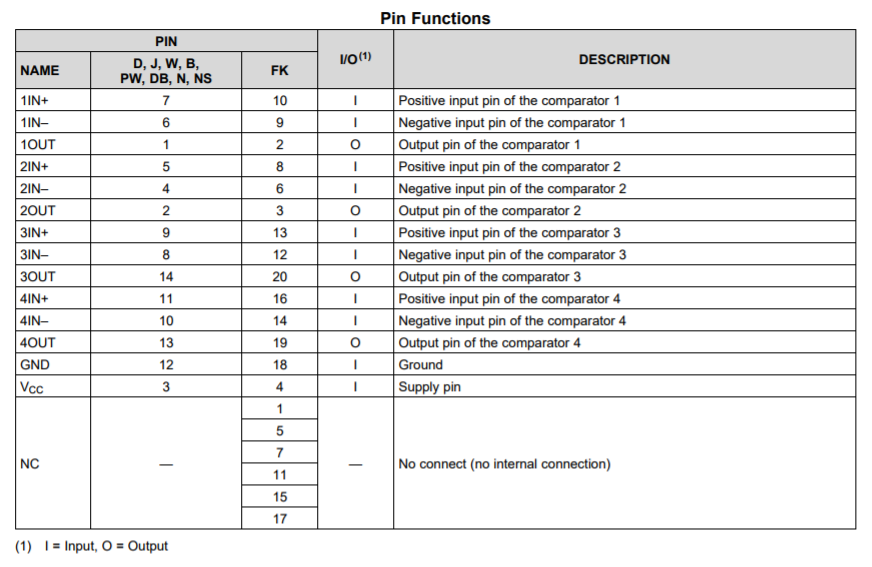 Pin Functions
PIN I/O(1) DESCRIPTION
NAME D, J, W, B, PW, DB, N, NS FK
1IN+ 7 10 I Positive input pin of the comparator 1
1IN– 6 9 I Negative input pin of the comparator 1
1OUT 1 2 O Output pin of the comparator 1
2IN+ 5 8 I Positive input pin of the comparator 2
2IN– 4 6 I Negative input pin of the comparator 2
2OUT 2 3 O Output pin of the comparator 2
3IN+ 9 13 I Positive input pin of the comparator 3
3IN– 8 12 I Negative input pin of the comparator 3
3OUT 14 20 O Output pin of the comparator 3
4IN+ 11 16 I Positive input pin of the comparator 4
4IN– 10 14 I Negative input pin of the comparator 4
4OUT 13 19 O Output pin of the comparator 4
GND 12 18 I Ground
VCC 3 4 I Supply pin
NC — 1 — No connect (no internal connection)
5
7
11
15
17
(1) I = Input, O = Output